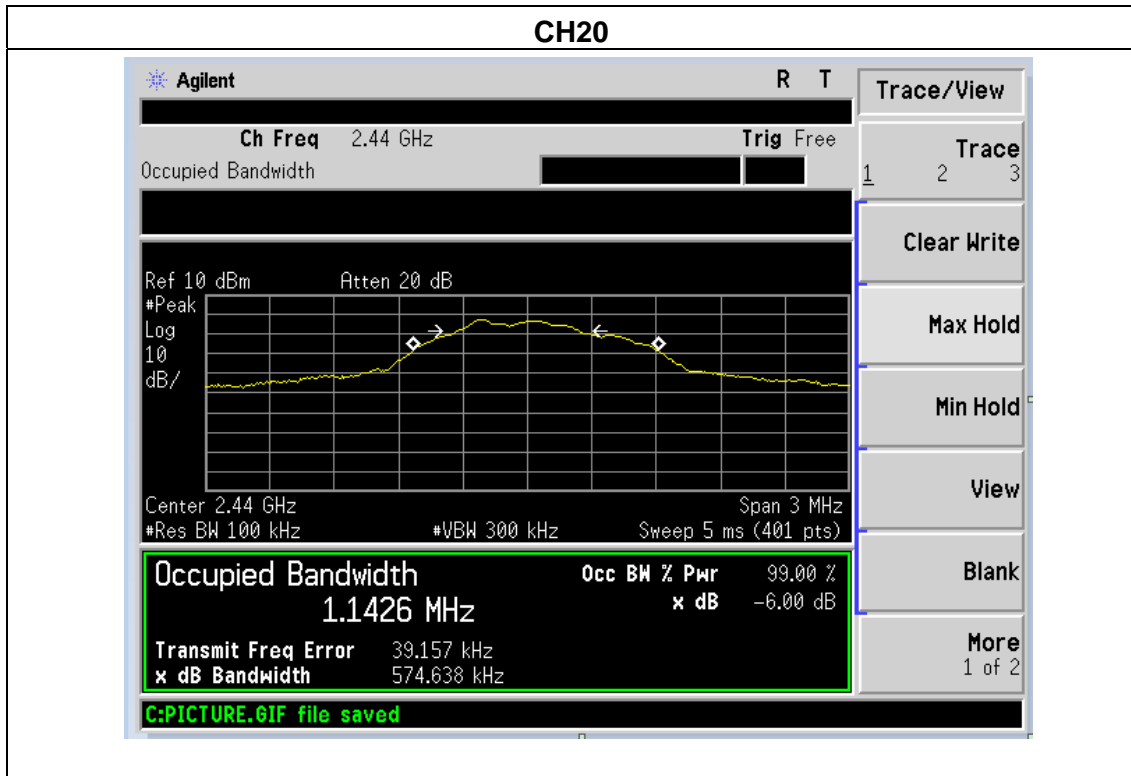 CH20
Agilent R T
Ch Freq 2.44 GHz Trig Free
Occupied Bandwidth
Ref 10 dBm Atten 20 dB
#Peak
Log
10
dB/
Center 2.44 GHz Span 3 MHz
#Res BW 100 kHz #VBW 300 kHz Sweep 5 ms (401 pts)
Occupied Bandwidth Occ BW % Pwr 99.00 %
1.1426 MHz x dB -6.00 dB
Transmit Freq Error 39.157 kHz
x dB Bandwidth 574.638 kHz
C:PICTURE.GIF file saved
Trace/View
Trace
1 2 3
Clear Write
Max Hold
Min Hold
View
Blank
More
1 of 2